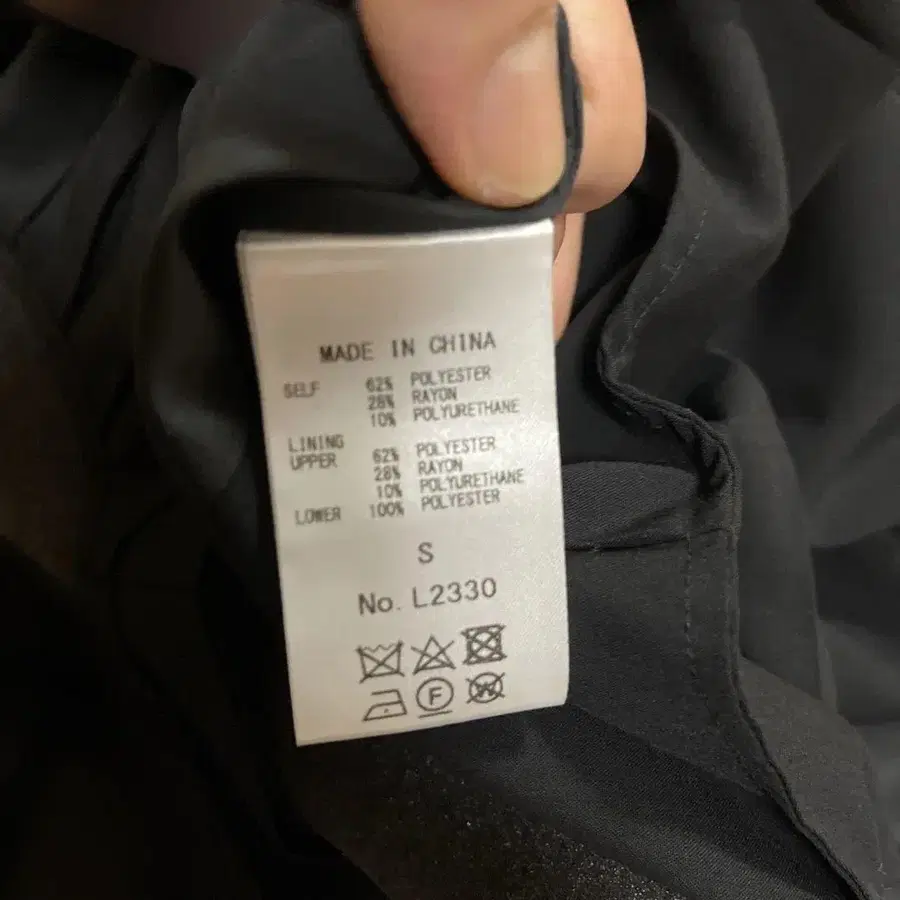 MADE IN CHINA
SELF 62% POLYESTER
28% RAYON
10% POLYURETHANE
LINING
UPPER 62% POLYESTER
28% RAYON
10% POLYURETHANE
LOWER 100% POLYESTER
S
No. L2330
F
W